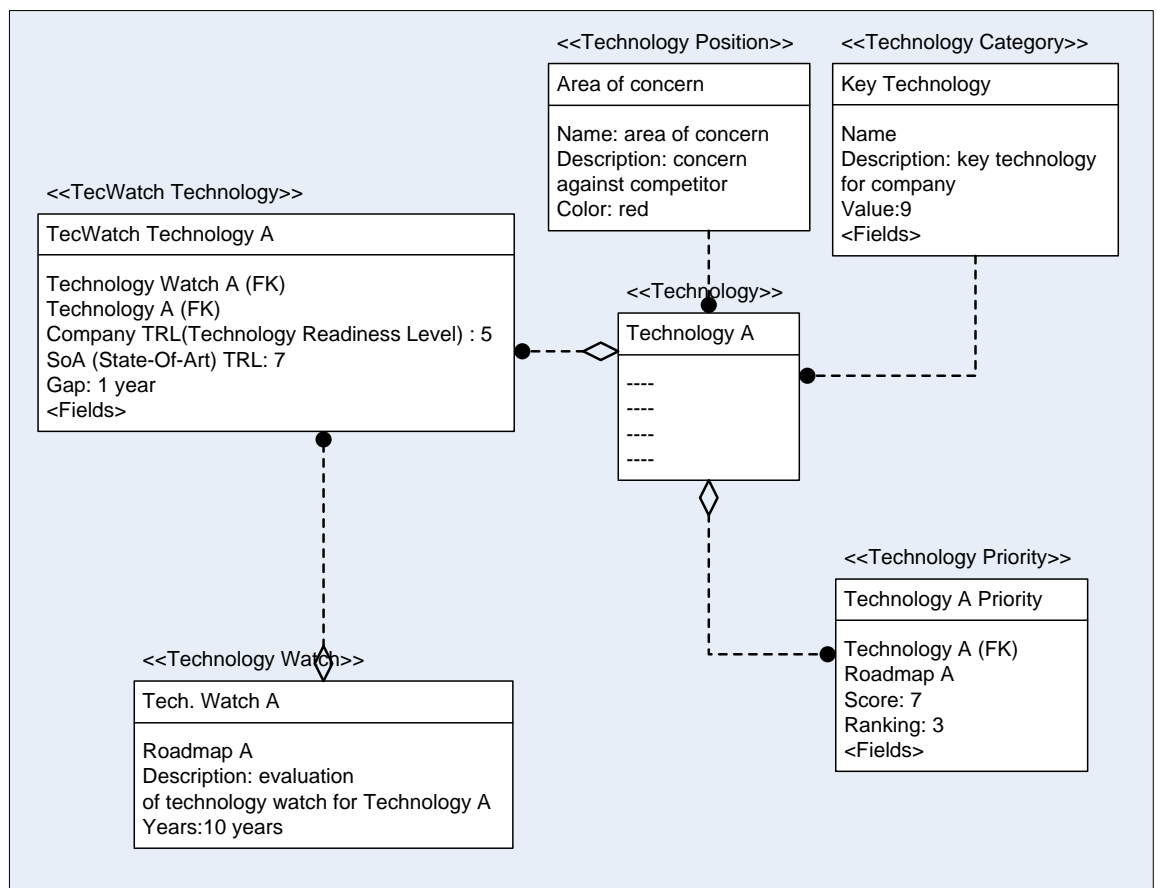 <<Technology Position>>
Area of concern
Name: area of concern
Description: concern
against competitor
Color: red
<<Technology Category>>
Key Technology
Name
Description: key technology
for company
Value:9
<Fields>
<<TecWatch Technology>>
TecWatch Technology A
Technology Watch A (FK)
Technology A (FK)
Company TRL(Technology Readiness Level) : 5
SoA (State-Of-Art) TRL: 7
Gap: 1 year
<Fields>
<<Technology>>
Technology A
----
----
----
----
<<Technology Priority>>
Technology A Priority
Technology A (FK)
Roadmap A
Score: 7
Ranking: 3
<Fields>
<<Technology Watch>>
Tech. Watch A
Roadmap A
Description: evaluation
of technology watch for Technology A
Years:10 years